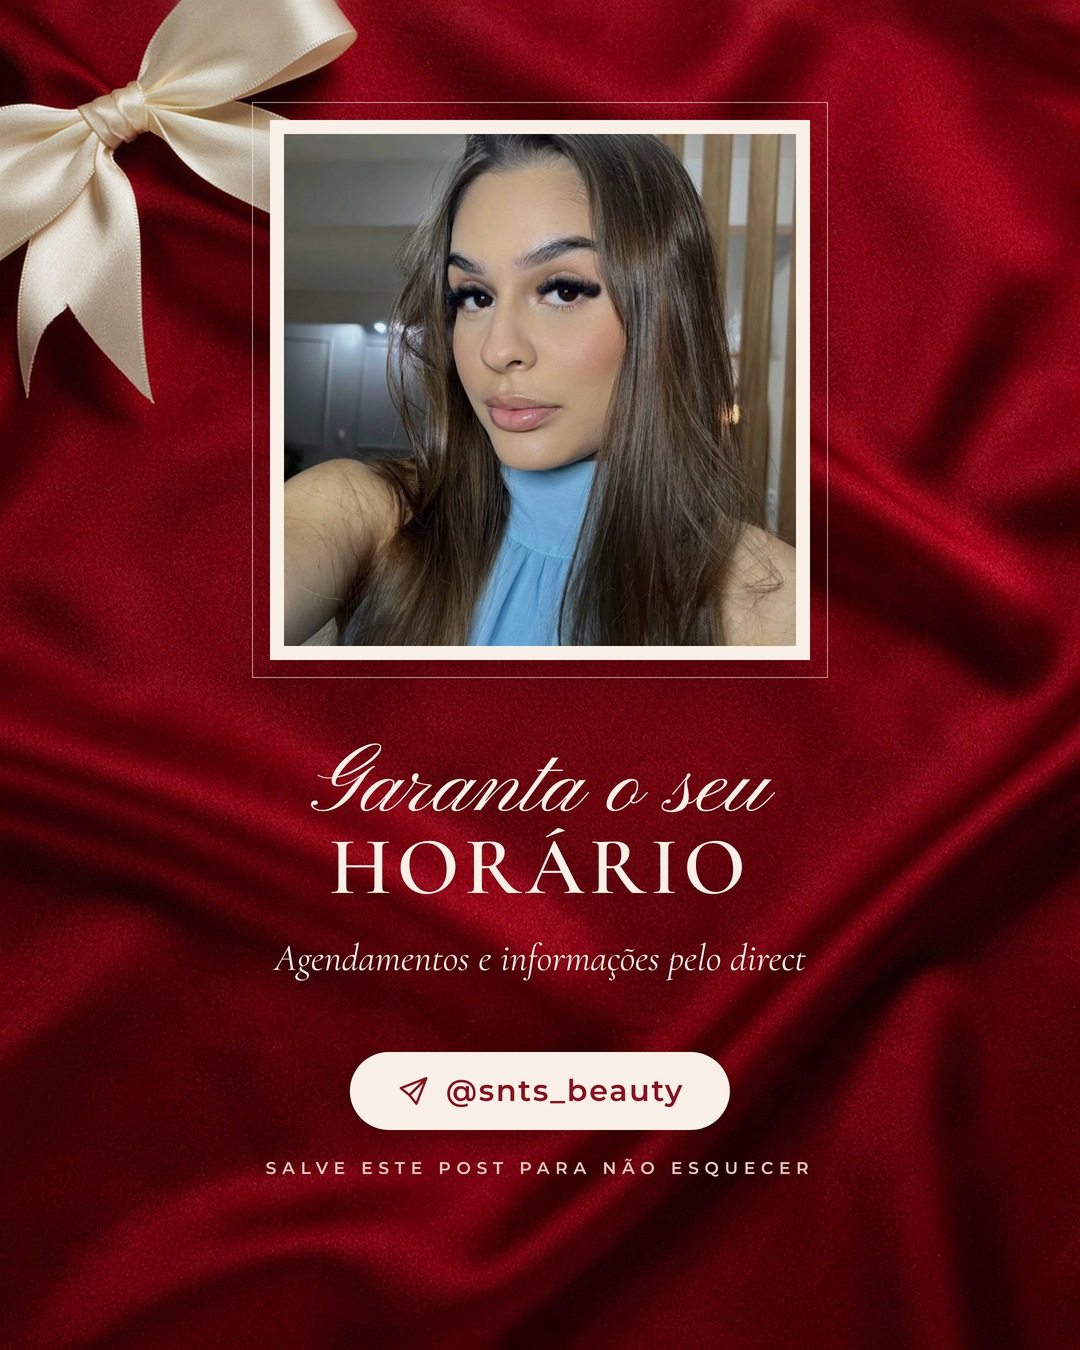 Garanta o seu
HORÁRIO
Agendamentos e informações pelo direct
@snts_beauty
SALVE ESTE POST PARA NÃO ESQUECER